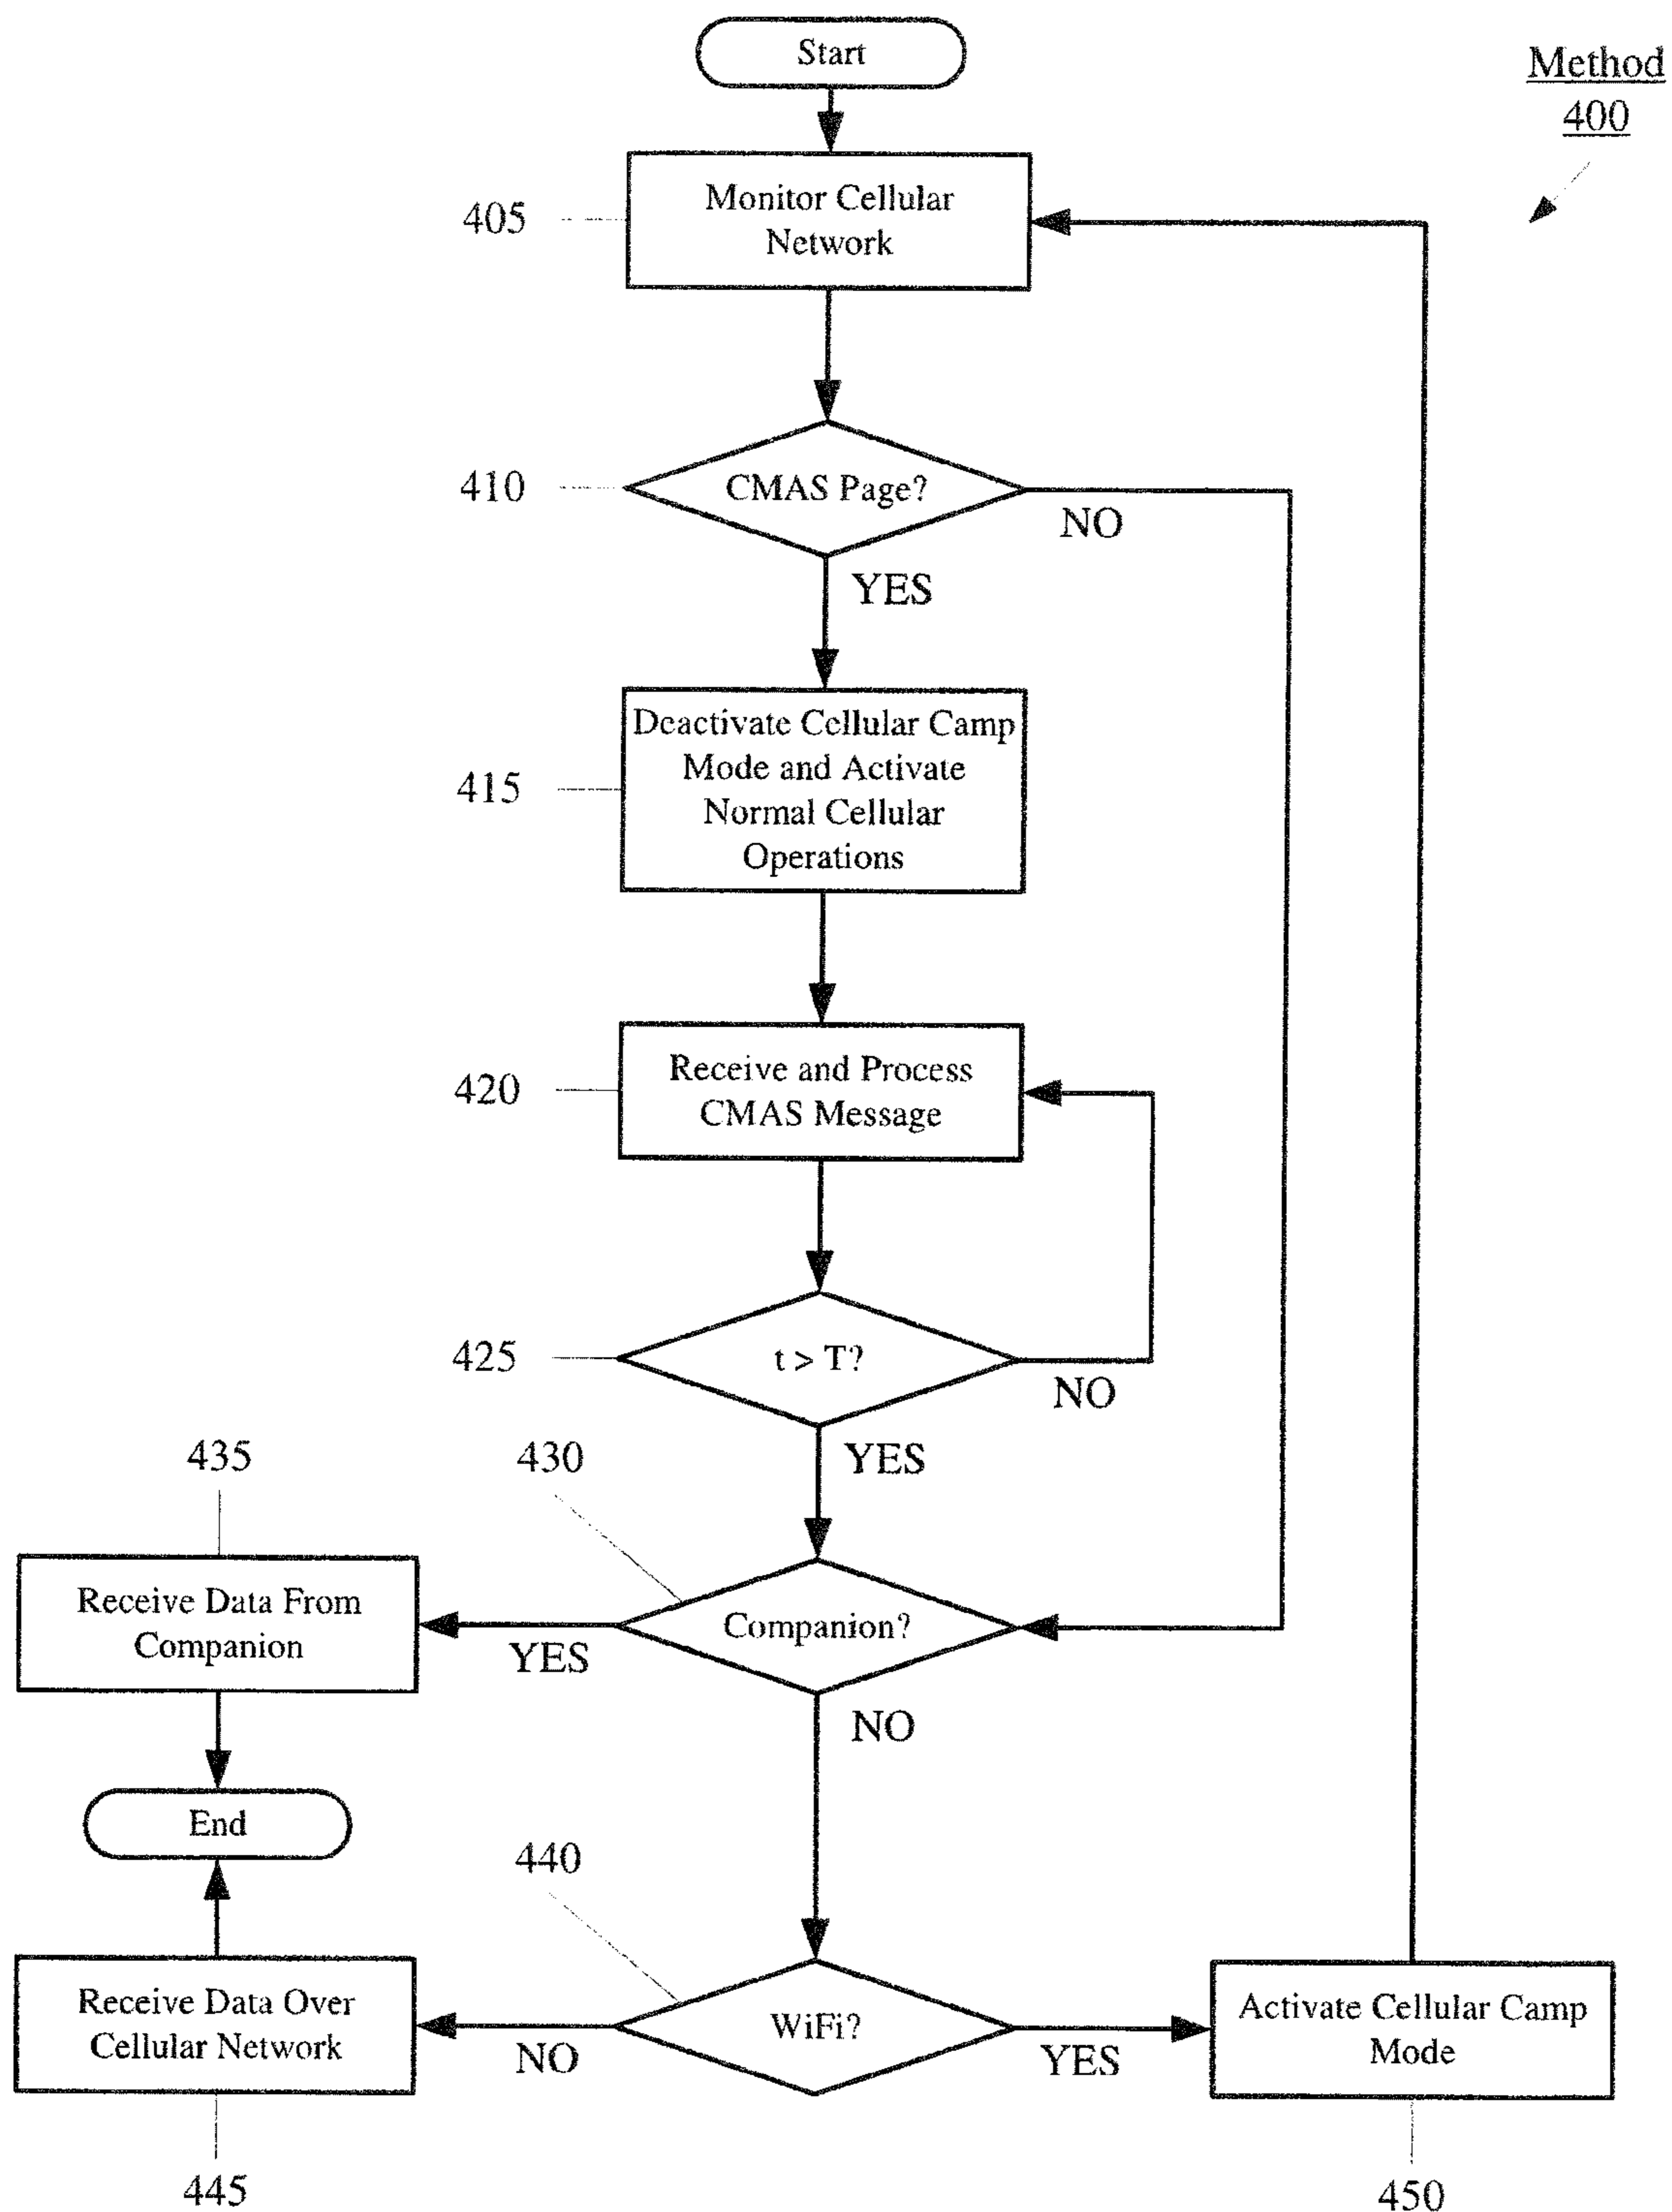 Start
Method
400
405
Monitor Cellular
Network
410
CMAS Page?
NO
YES
415
Deactivate Cellular Camp
Mode and Activate
Normal Cellular
Operations
420
Receive and Process
CMAS Message
425
t > T?
NO
YES
435
430
Receive Data From
Companion
YES
Companion?
NO
End
440
Receive Data Over
Cellular Network
NO
WiFi?
YES
Activate Cellular Camp
Mode
445
450